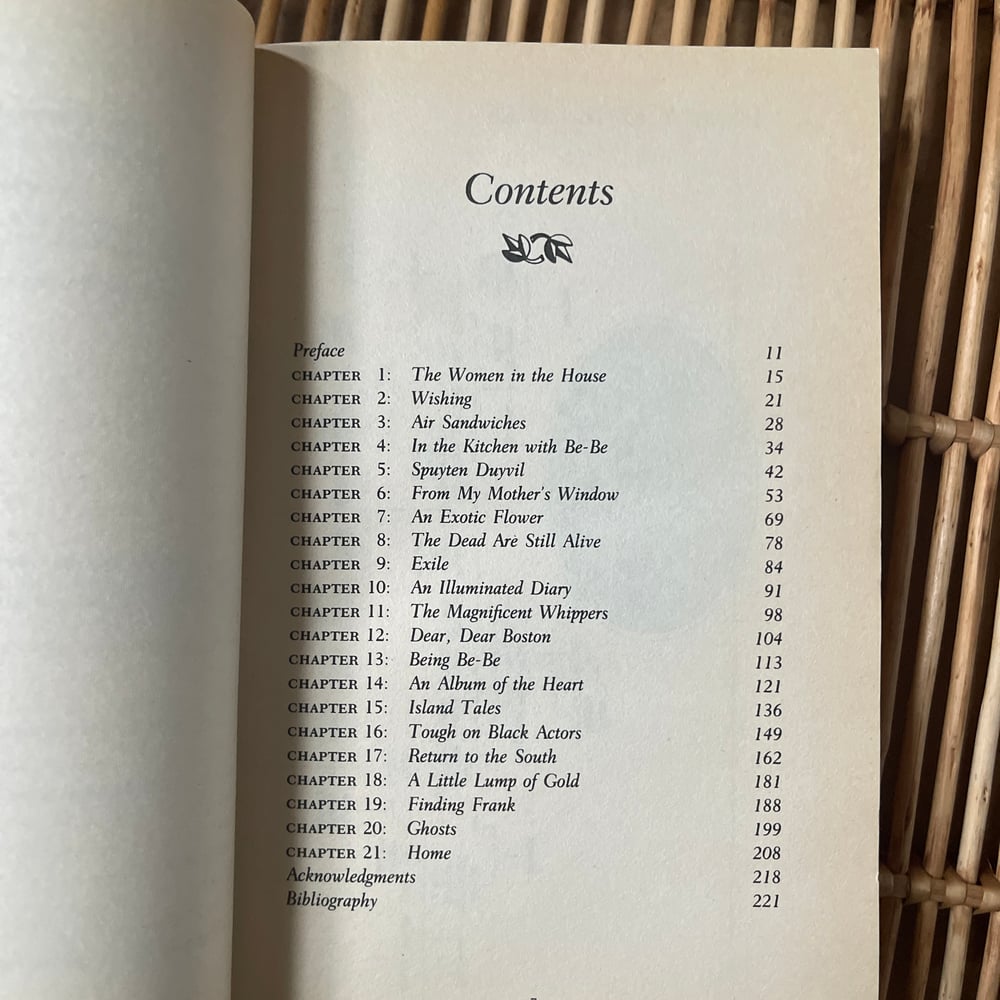 Contents
Preface 11
CHAPTER 1: The Women in the House 15
CHAPTER 2: Wishing 21
CHAPTER 3: Air Sandwiches 28
CHAPTER 4: In the Kitchen with Be-Be 34
CHAPTER 5: Spuyten Duyvil 42
CHAPTER 6: From My Mother's Window 53
CHAPTER 7: An Exotic Flower 69
CHAPTER 8: The Dead Are Still Alive 78
CHAPTER 9: Exile 84
CHAPTER 10: An Illuminated Diary 91
CHAPTER 11: The Magnificent Whippers 98
CHAPTER 12: Dear, Dear Boston 104
CHAPTER 13: Being Be-Be 113
CHAPTER 14: An Album of the Heart 121
CHAPTER 15: Island Tales 136
CHAPTER 16: Tough on Black Actors 149
CHAPTER 17: Return to the South 162
CHAPTER 18: A Little Lump of Gold 181
CHAPTER 19: Finding Frank 188
CHAPTER 20: Ghosts 199
CHAPTER 21: Home 208
Acknowledgments 218
Bibliography 221